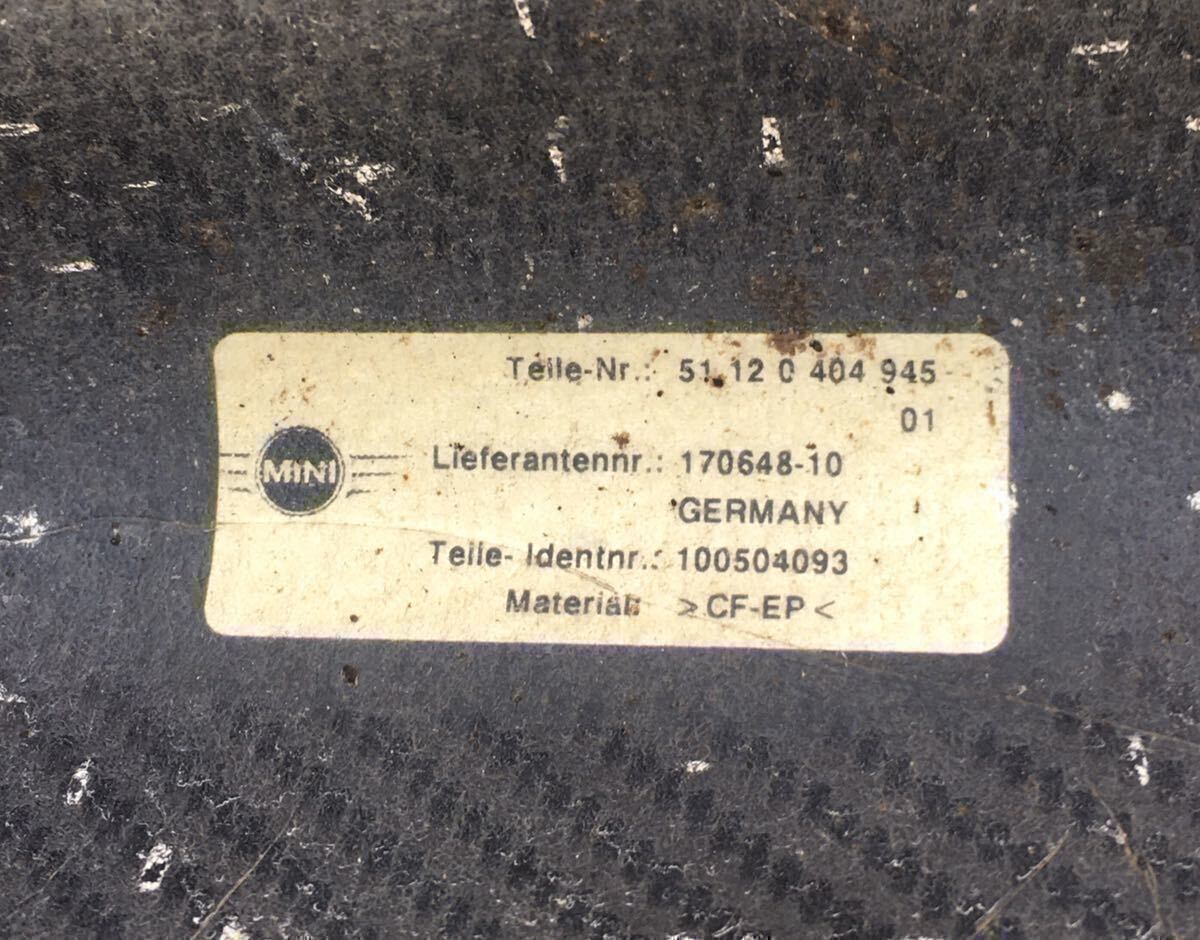 Teile-Nr.: 51 12 0 404 945
01
MINI
Lieferantennr.: 170648-10
GERMANY
Teile- Identnr.: 100504093
Material: >CF-EP<